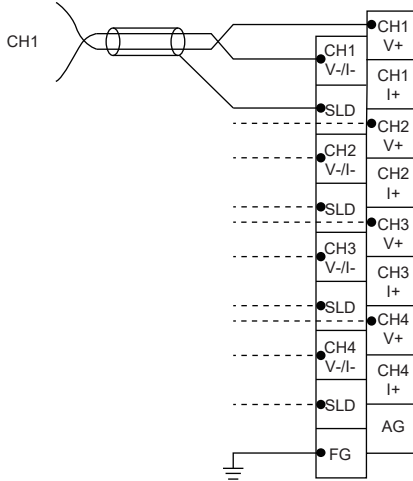 CH1
CH1
V+
CH1
V-/I-
CH1
I+
SLD
CH2
V+
CH2
V-/I-
CH2
I+
SLD
CH3
V+
CH3
V-/I-
CH3
I+
SLD
CH4
V+
CH4
V-/I-
CH4
I+
SLD
AG
FG